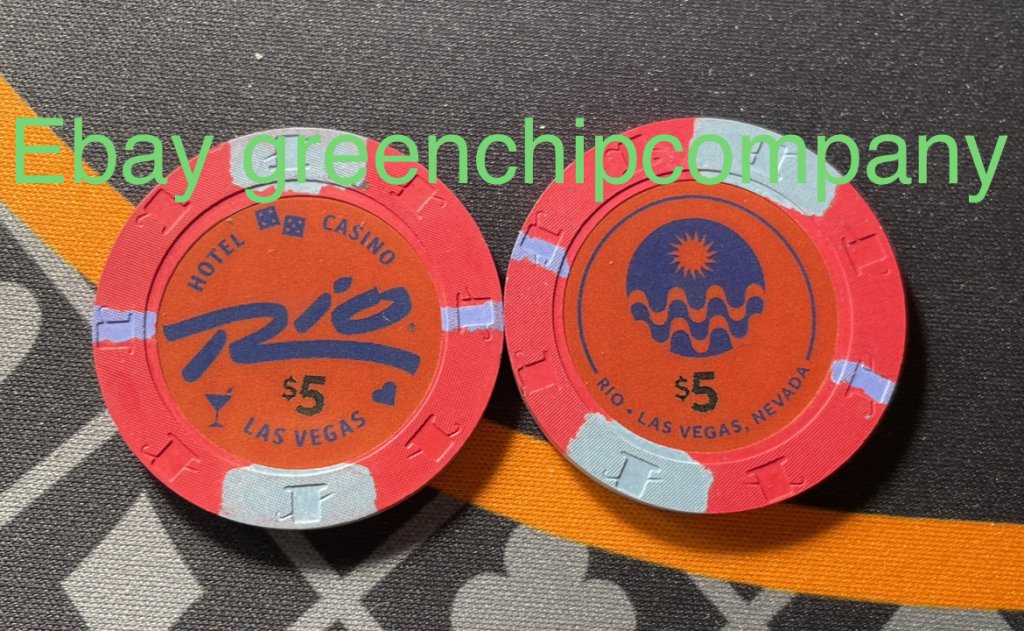 Ebay greenchipcompany
HOTEL CASINO
Rio®
$5
LAS VEGAS
$5
RIO • LAS VEGAS, NEVADA